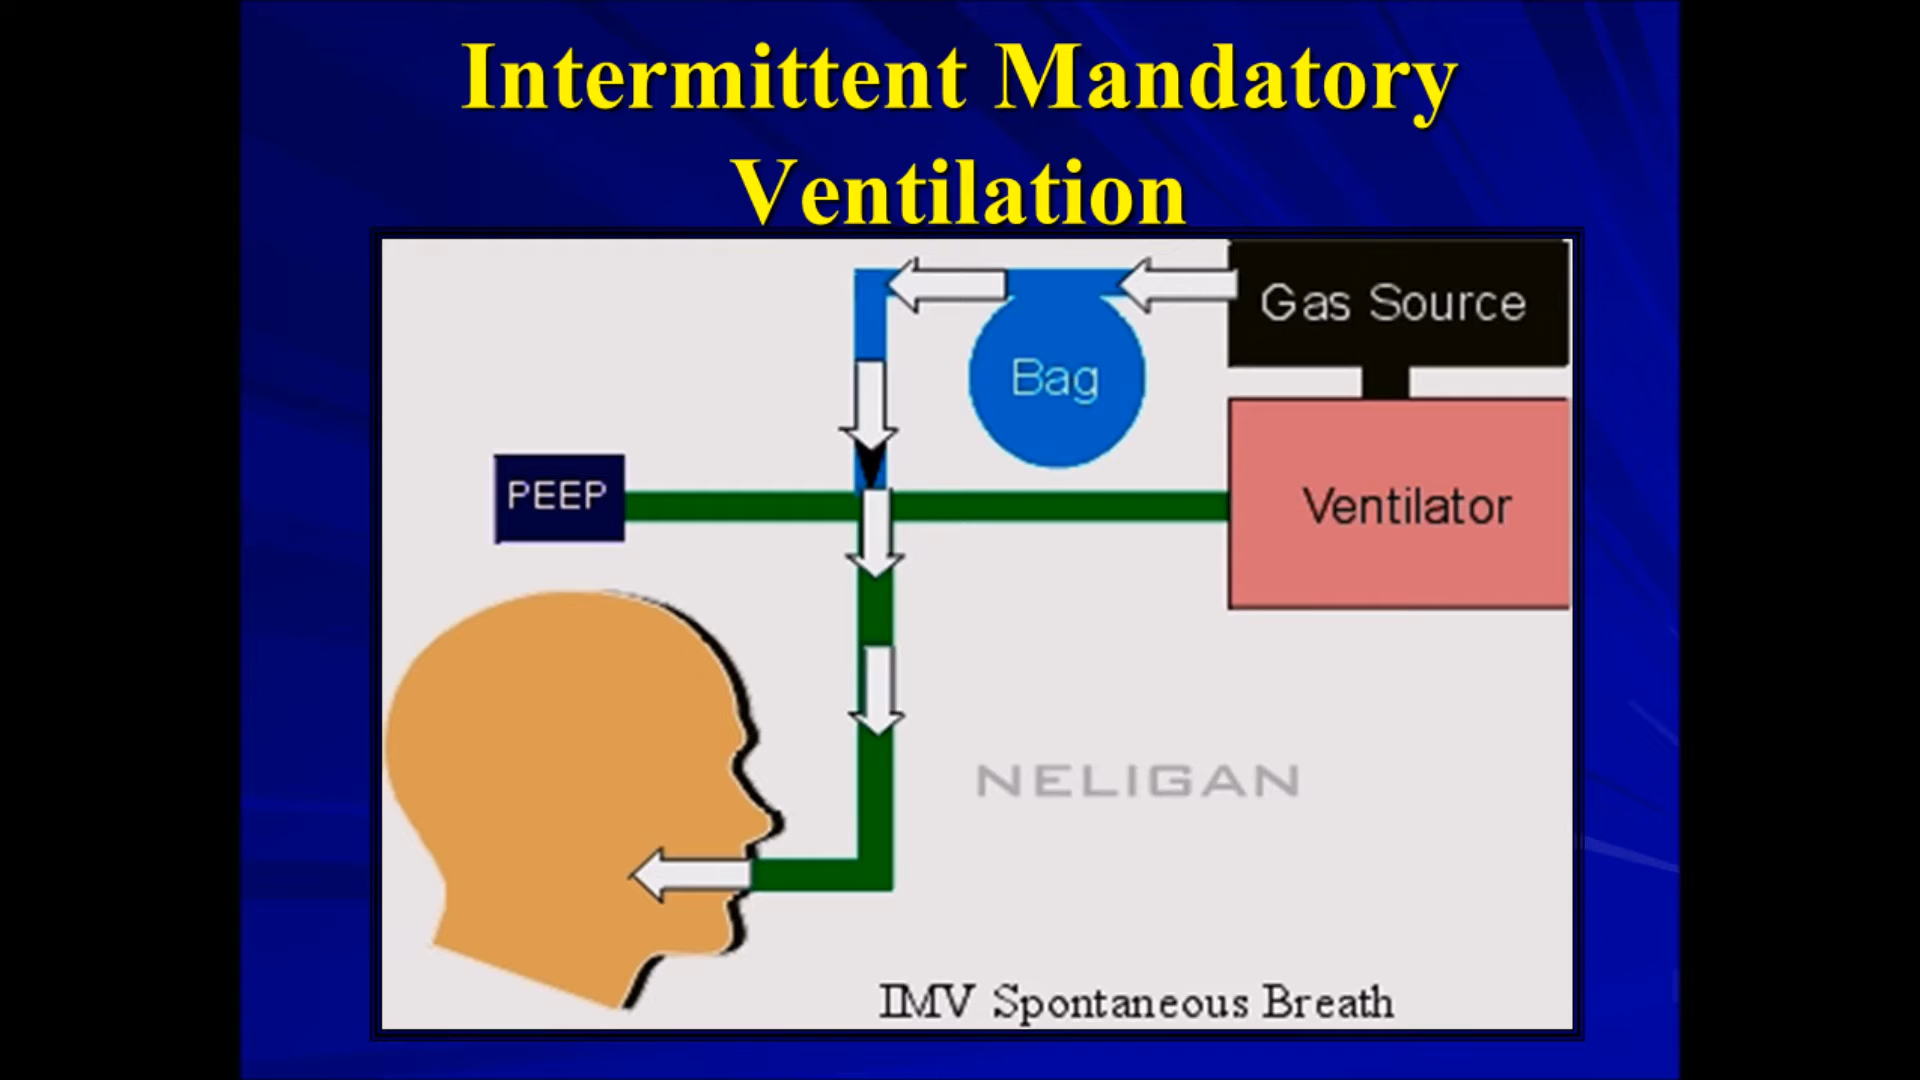 Intermittent Mandatory
Ventilation
Gas Source
Bag
PEEP
Ventilator
NELIGAN
IMV Spontaneous Breath